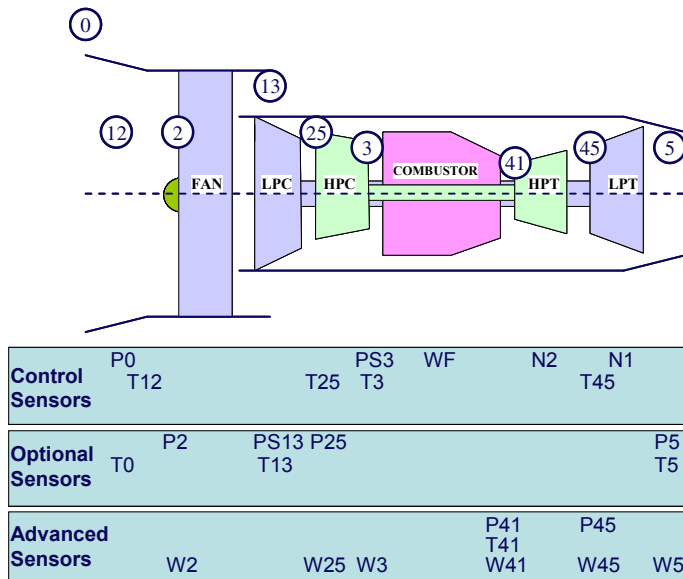 0
13
12 2 25 3 41 45 5
FAN LPC HPC COMBUSTOR HPT LPT
Control Sensors
P0 PS3 WF N2 N1
T12 T25 T3 T45
Optional Sensors
P2 PS13 P25 P5
T0 T13 T5
Advanced Sensors
P41 P45
T41
W2 W25 W3 W41 W45 W5